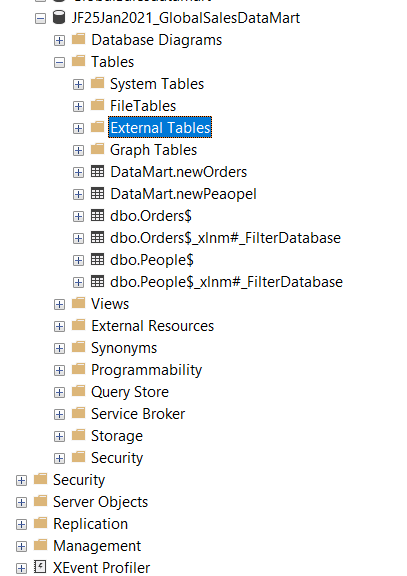 JF25Jan2021_GlobalSalesDataMart
Database Diagrams
Tables
System Tables
FileTables
External Tables
Graph Tables
DataMart.newOrders
DataMart.newPeaopel
dbo.Orders$
dbo.Orders$_xlnm#_FilterDatabase
dbo.People$
dbo.People$_xlnm#_FilterDatabase
Views
External Resources
Synonyms
Programmability
Query Store
Service Broker
Storage
Security
Security
Server Objects
Replication
Management
XEvent Profiler